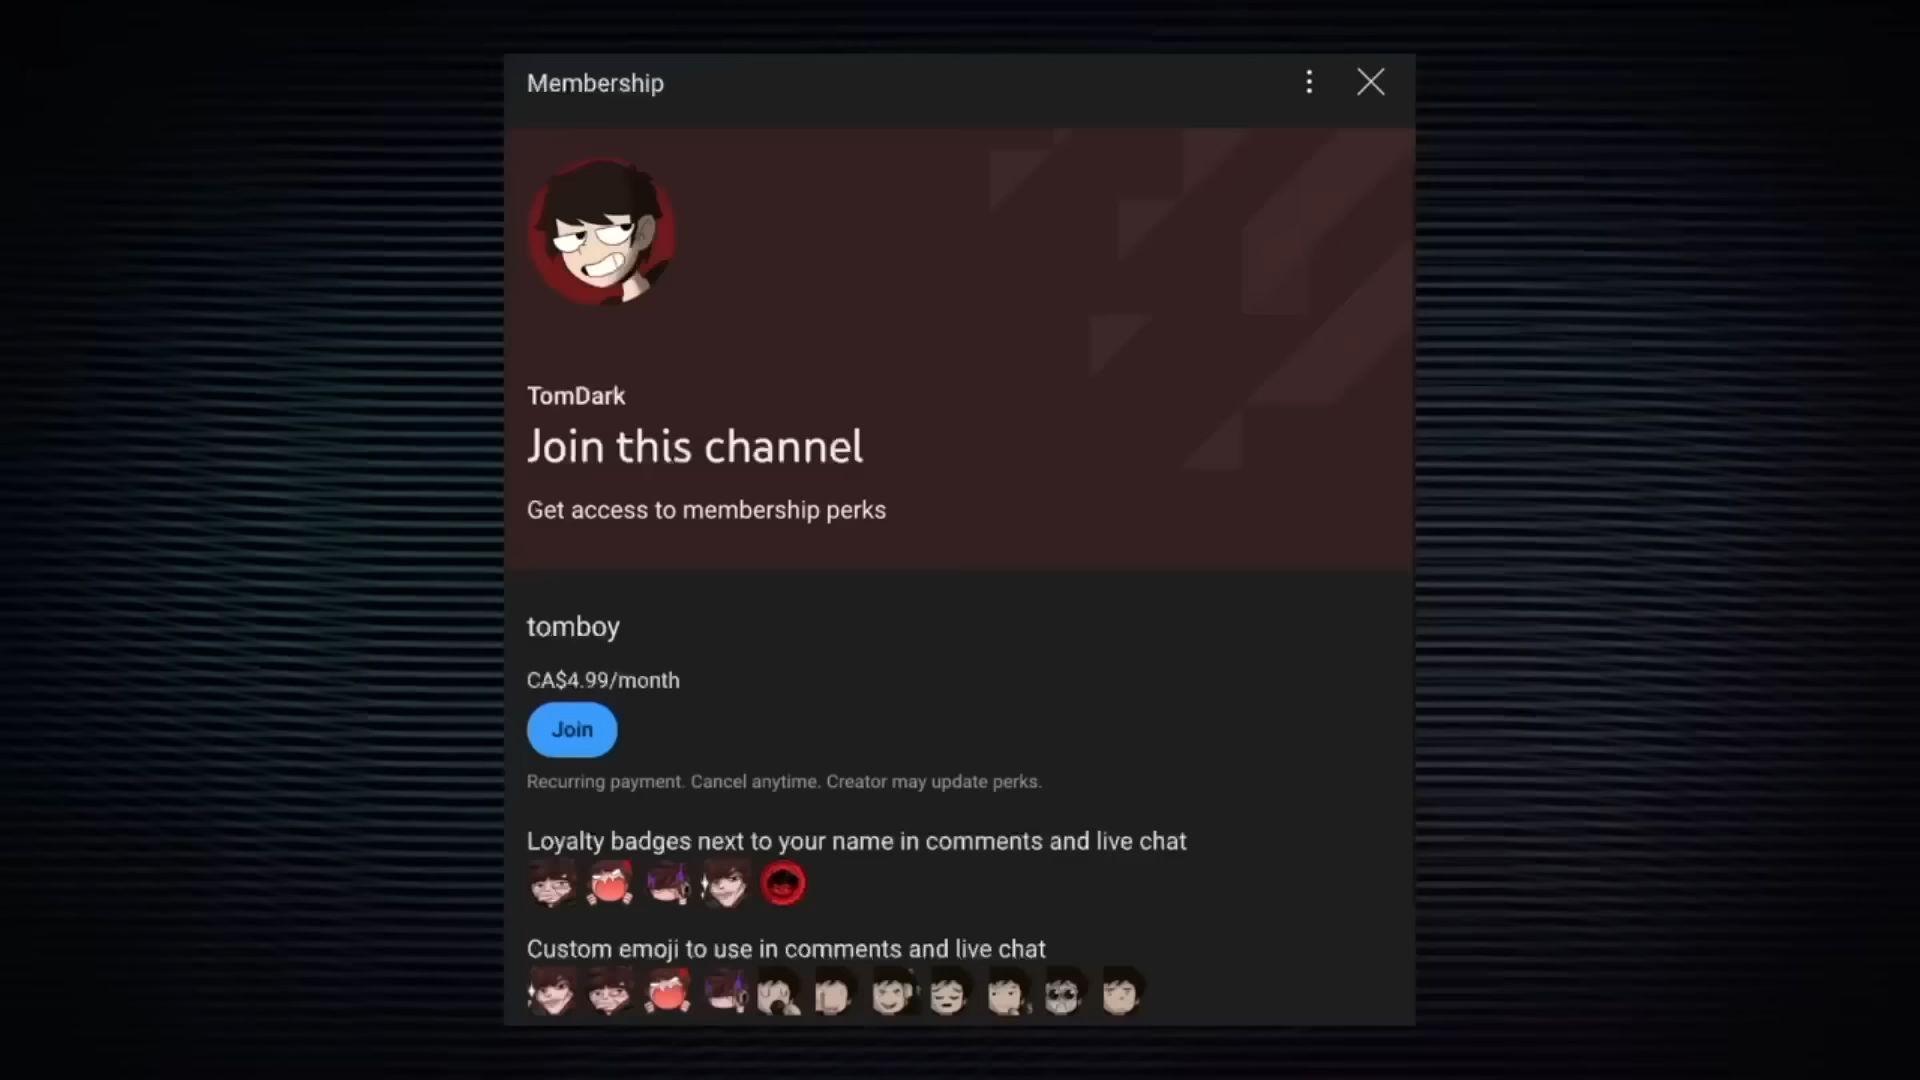 Membership
TomDark
Join this channel
Get access to membership perks
tomboy
CA$4.99/month
Join
Recurring payment. Cancel anytime. Creator may update perks.
Loyalty badges next to your name in comments and live chat
Custom emoji to use in comments and live chat